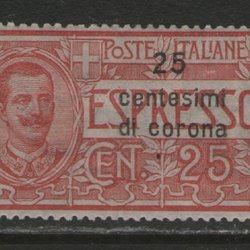 POSTE ITALIANE
25
ESPRESSO
centesimi
di corona
CENT. 25